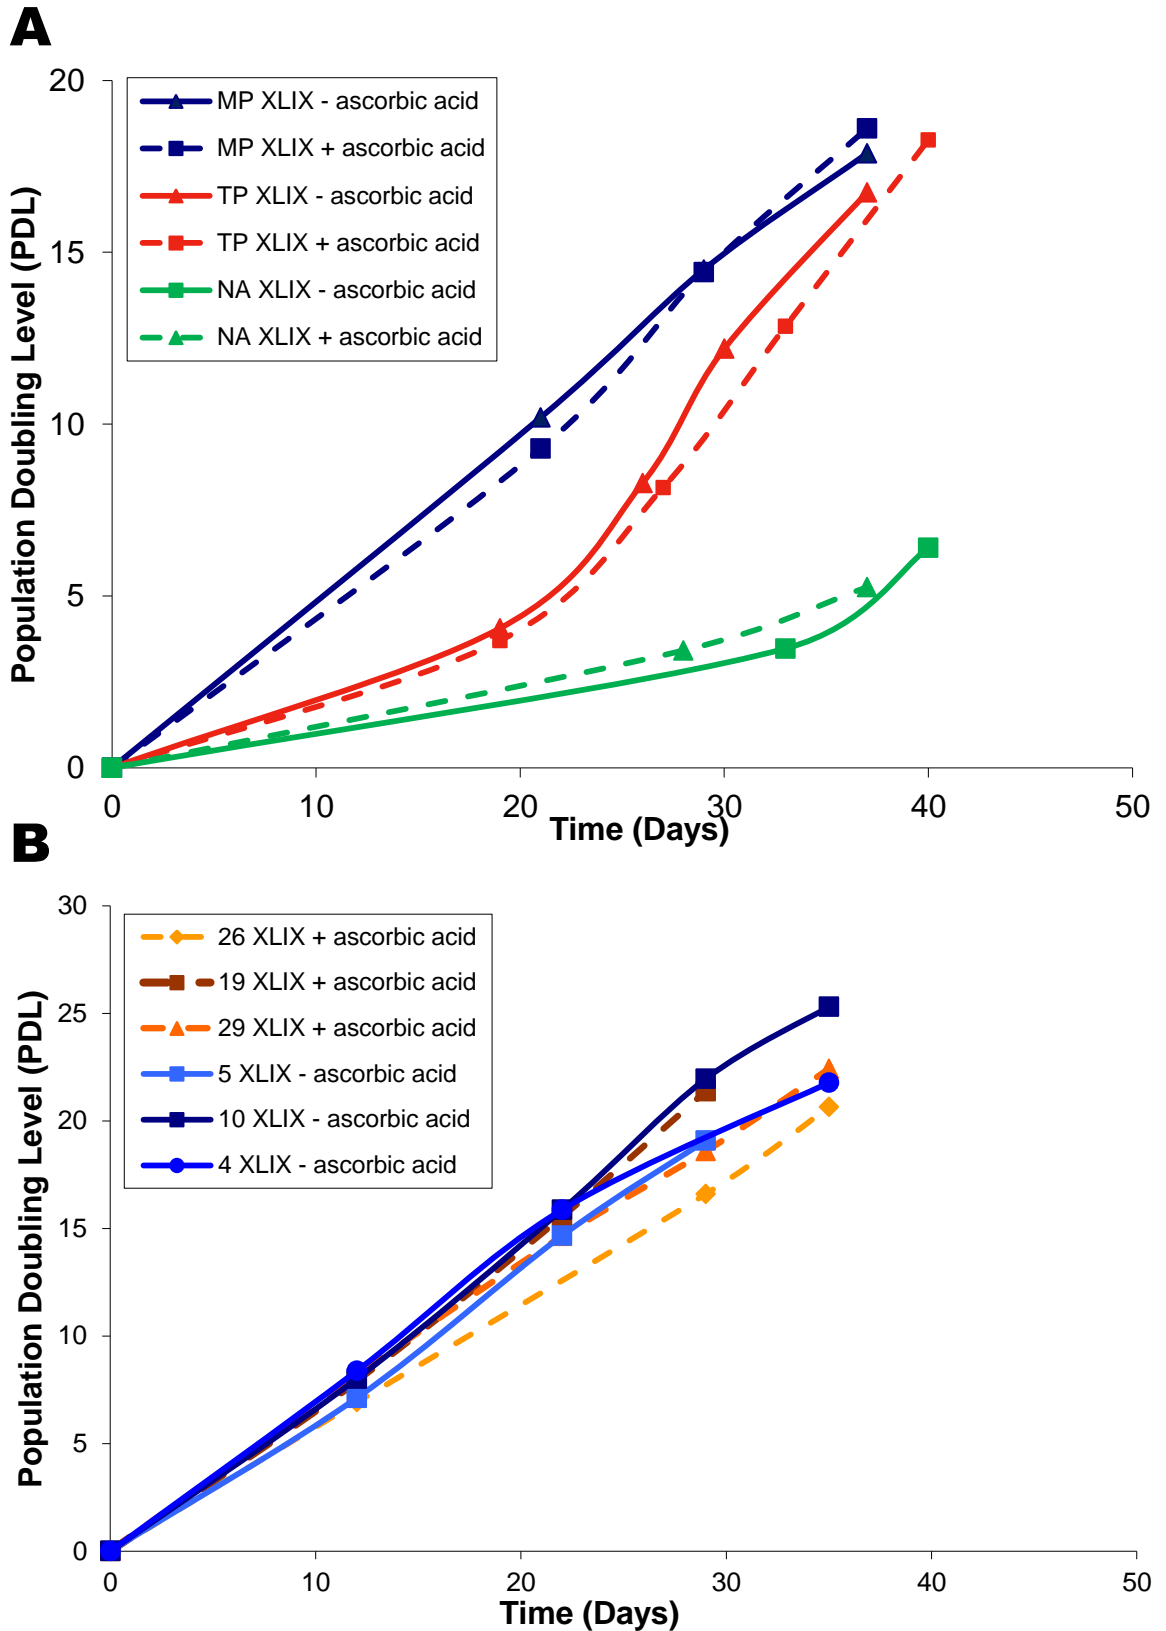 A
20
15
10
5
0
Population Doubling Level (PDL)
MP XLIX - ascorbic acid
MP XLIX + ascorbic acid
TP XLIX - ascorbic acid
TP XLIX + ascorbic acid
NA XLIX - ascorbic acid
NA XLIX + ascorbic acid
0 10 20 30 40 50
Time (Days)
B
30
25
20
15
10
5
0
Population Doubling Level (PDL)
26 XLIX + ascorbic acid
19 XLIX + ascorbic acid
29 XLIX + ascorbic acid
5 XLIX - ascorbic acid
10 XLIX - ascorbic acid
4 XLIX - ascorbic acid
0 10 20 30 40 50
Time (Days)